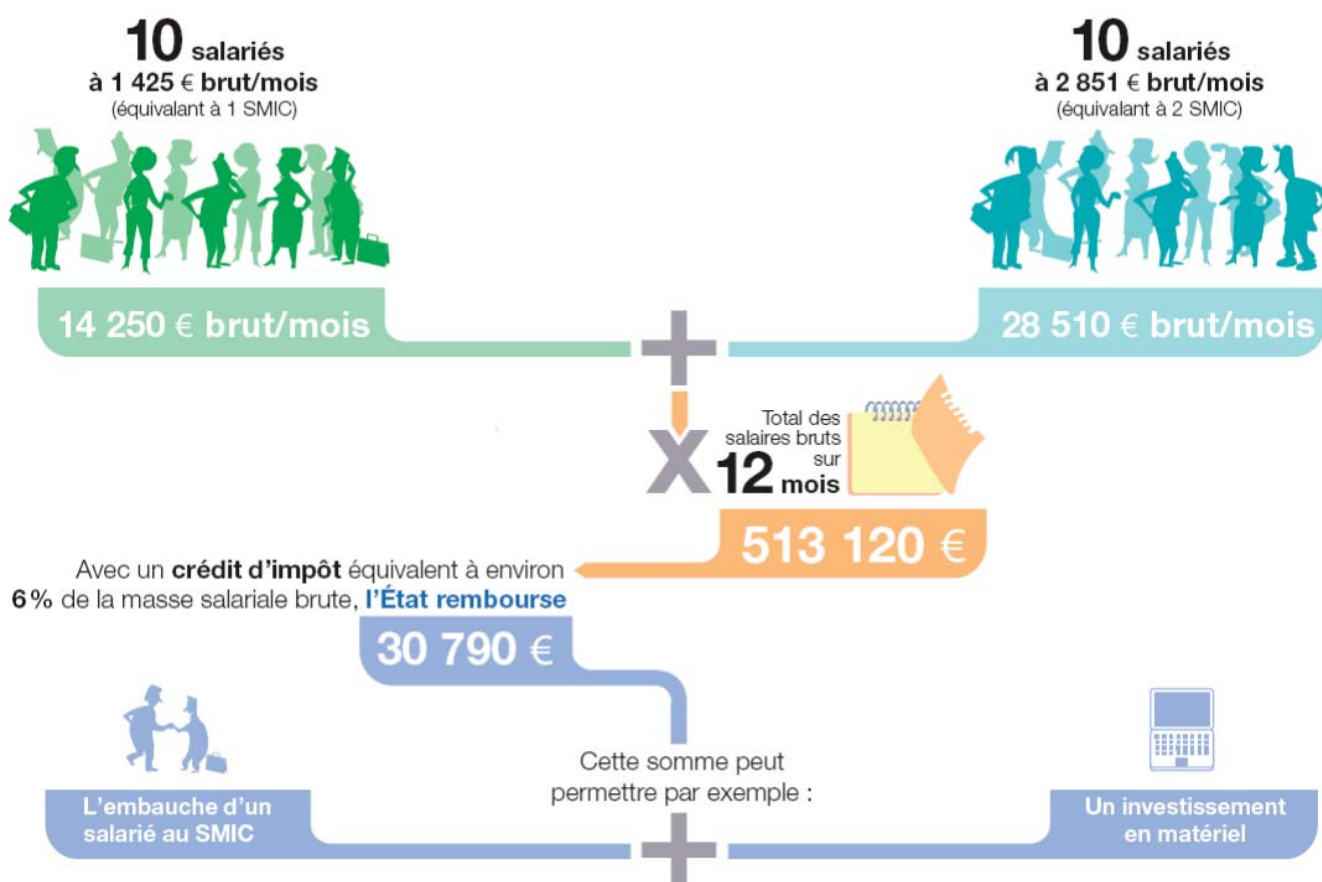 10 salariés
à 1 425 € brut/mois
(équivalant à 1 SMIC)
10 salariés
à 2 851 € brut/mois
(équivalant à 2 SMIC)
14 250 € brut/mois
28 510 € brut/mois
+
X
Total des
salaires bruts
sur
12 mois
513 120 €
Avec un crédit d'impôt équivalent à environ
6 % de la masse salariale brute, l'État rembourse
30 790 €
Cette somme peut
permettre par exemple :
L'embauche d'un
salarié au SMIC
+
Un investissement
en matériel